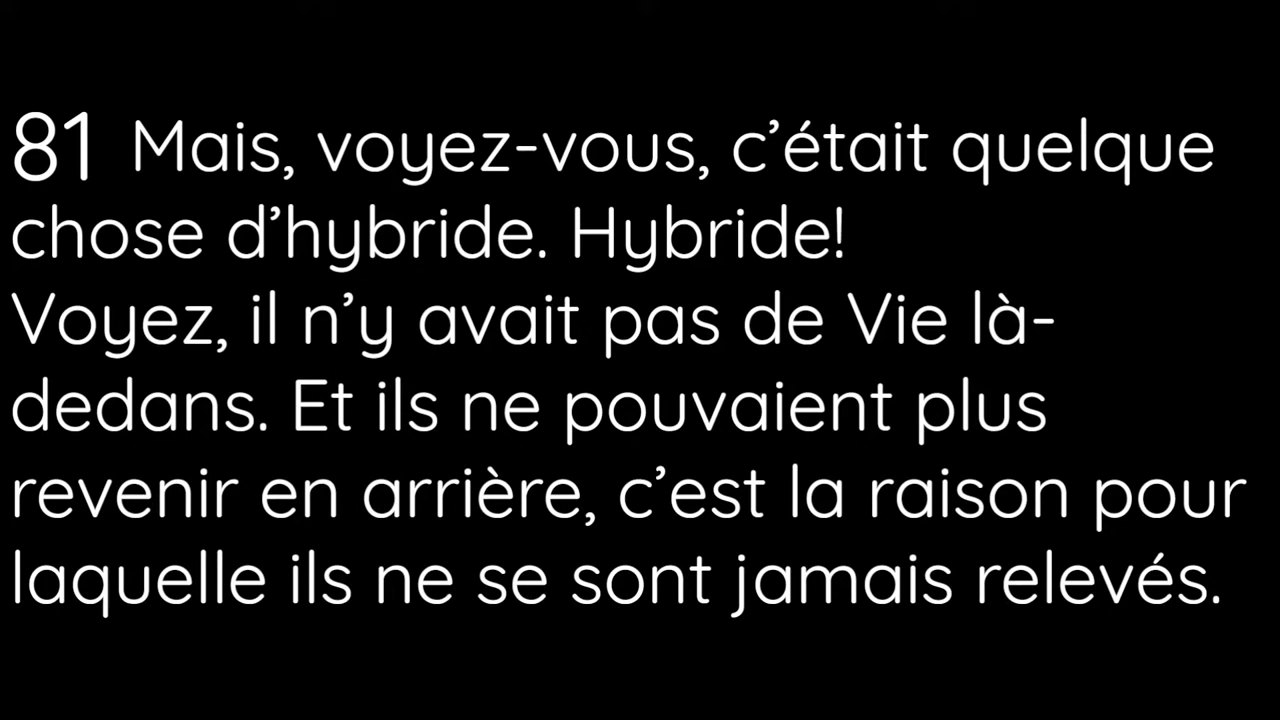 81 Mais, voyez-vous, c’était quelque
chose d’hybride. Hybride!
Voyez, il n’y avait pas de Vie là-
dedans. Et ils ne pouvaient plus
revenir en arrière, c’est la raison pour
laquelle ils ne se sont jamais relevés.